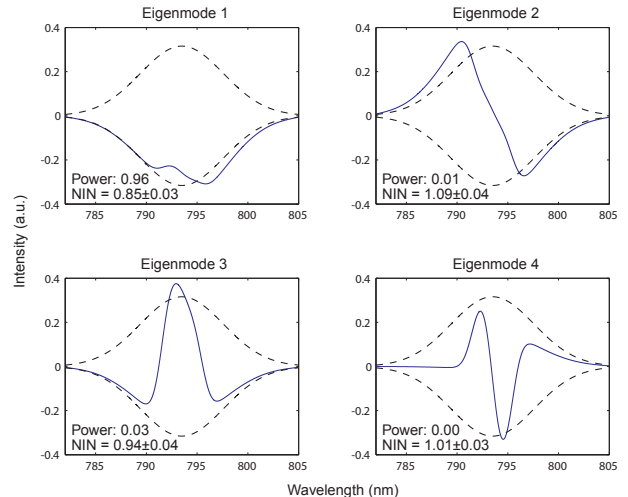 Eigenmode 1
Eigenmode 2
0.4
0.2
0
-0.2
-0.4
Power: 0.96
NIN = 0.85±0.03
785 790 795 800 805
0.4
0.2
0
-0.2
-0.4
Power: 0.01
NIN = 1.09±0.04
785 790 795 800 805
Intensity (a.u.)
Eigenmode 3
Eigenmode 4
0.4
0.2
0
-0.2
-0.4
Power: 0.03
NIN = 0.94±0.04
785 790 795 800 805
0.4
0.2
0
-0.2
-0.4
Power: 0.00
NIN = 1.01±0.03
785 790 795 800 805
Wavelength (nm)